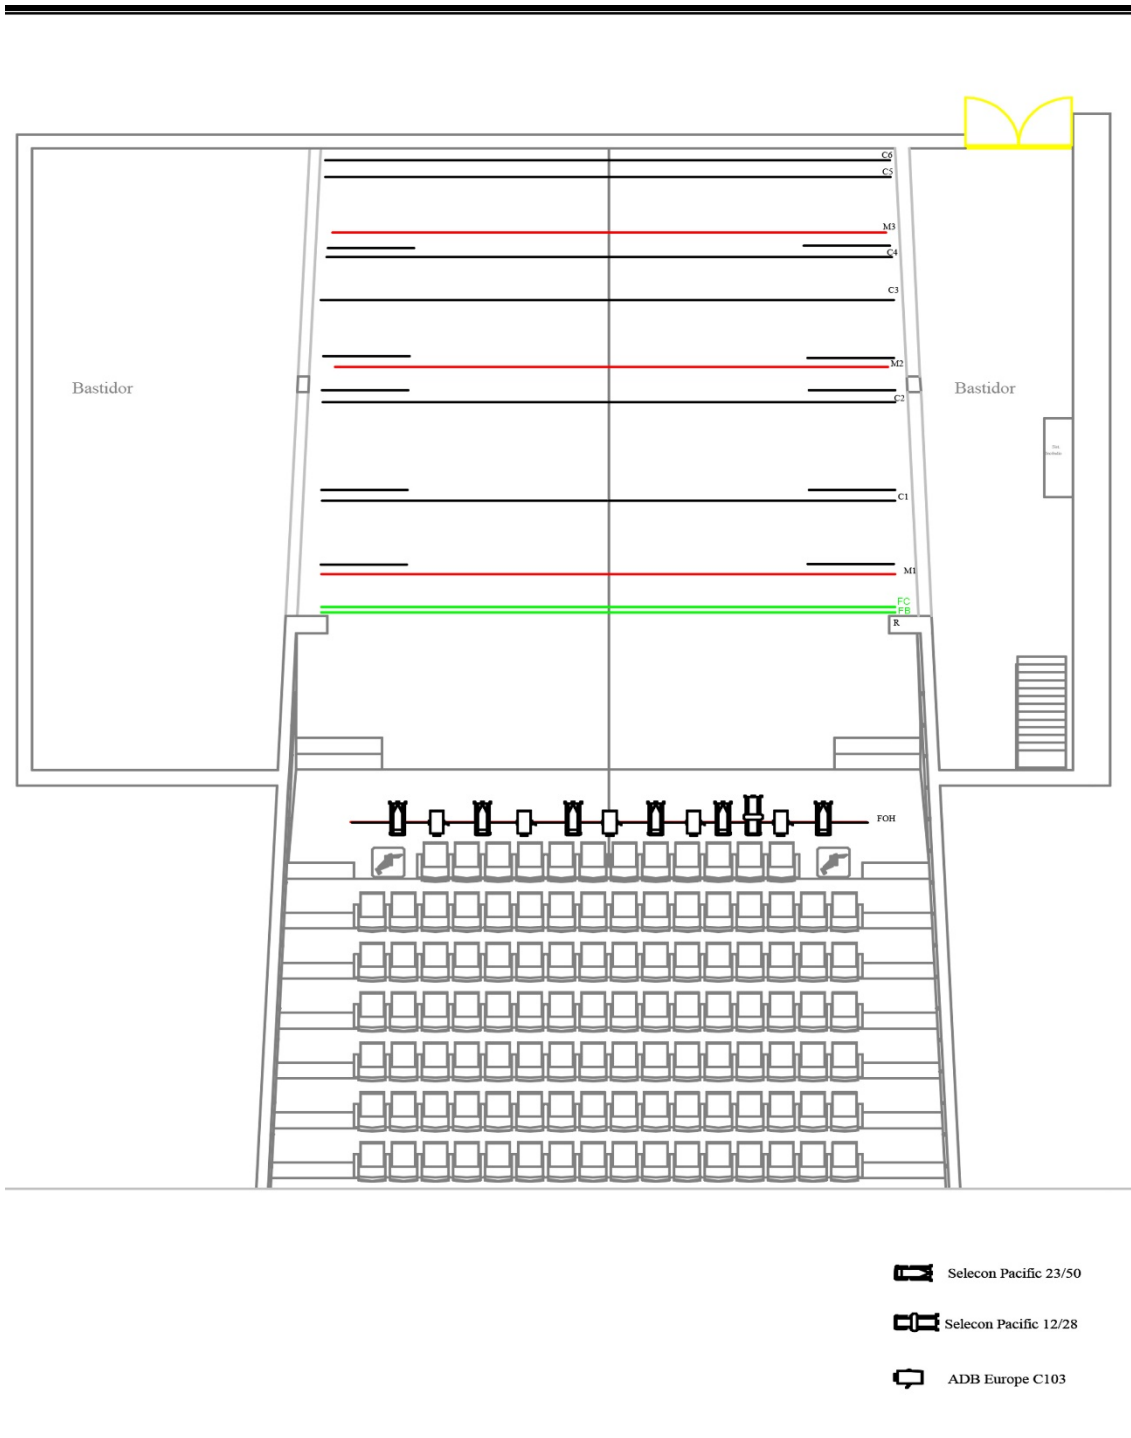 C6
C5
M3
C4
C3
M2
Bastidor
Bastidor
C2
C1
M1
FC
FB
R
FOH
Selecon Pacific 23/50
Selecon Pacific 12/28
ADB Europe C103